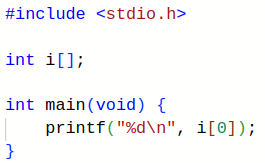 #include <stdio.h>
int i[];
int main(void) {
    printf("%d\n", i[0]);
}